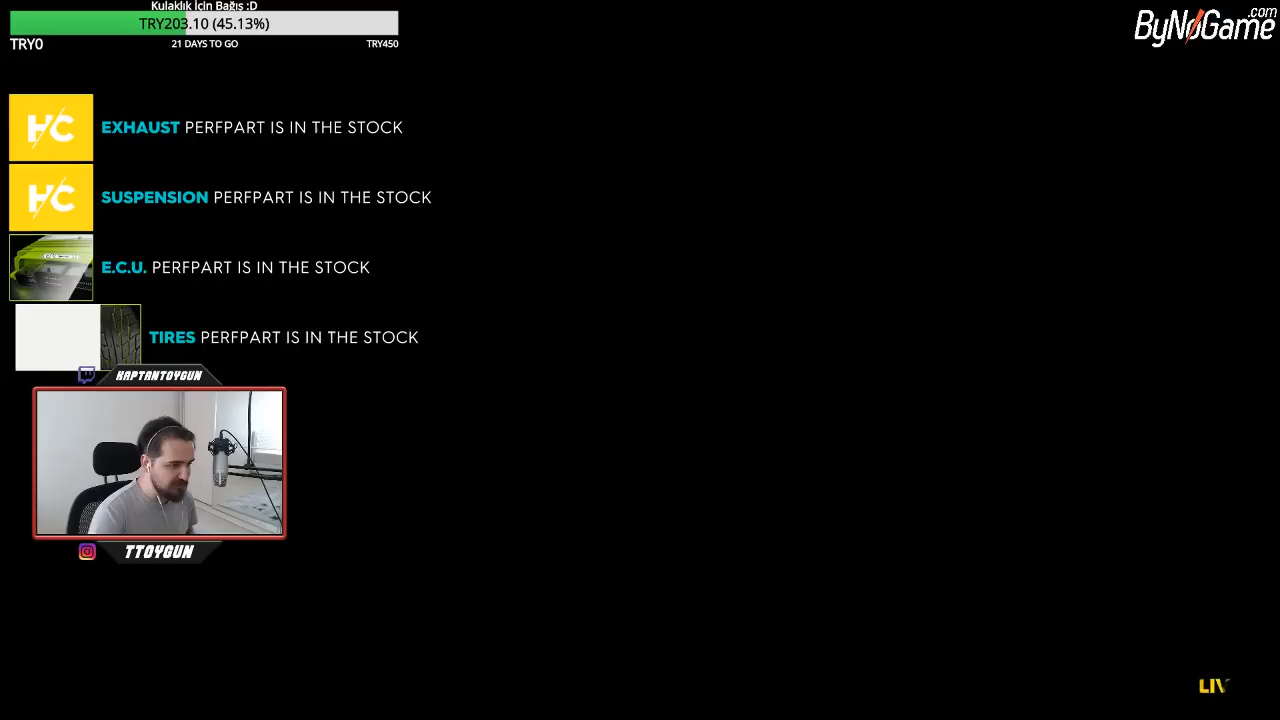 Kulaklık İçin Bağış :D
TRY203.10 (45.13%)
TRY0
21 DAYS TO GO
TRY450
ByNoGame.com
H/C
EXHAUST PERFPART IS IN THE STOCK
H/C
SUSPENSION PERFPART IS IN THE STOCK
E.C.U. PERFPART IS IN THE STOCK
TIRES PERFPART IS IN THE STOCK
KAPTANTOYGUN
TTOYGUN
LIV